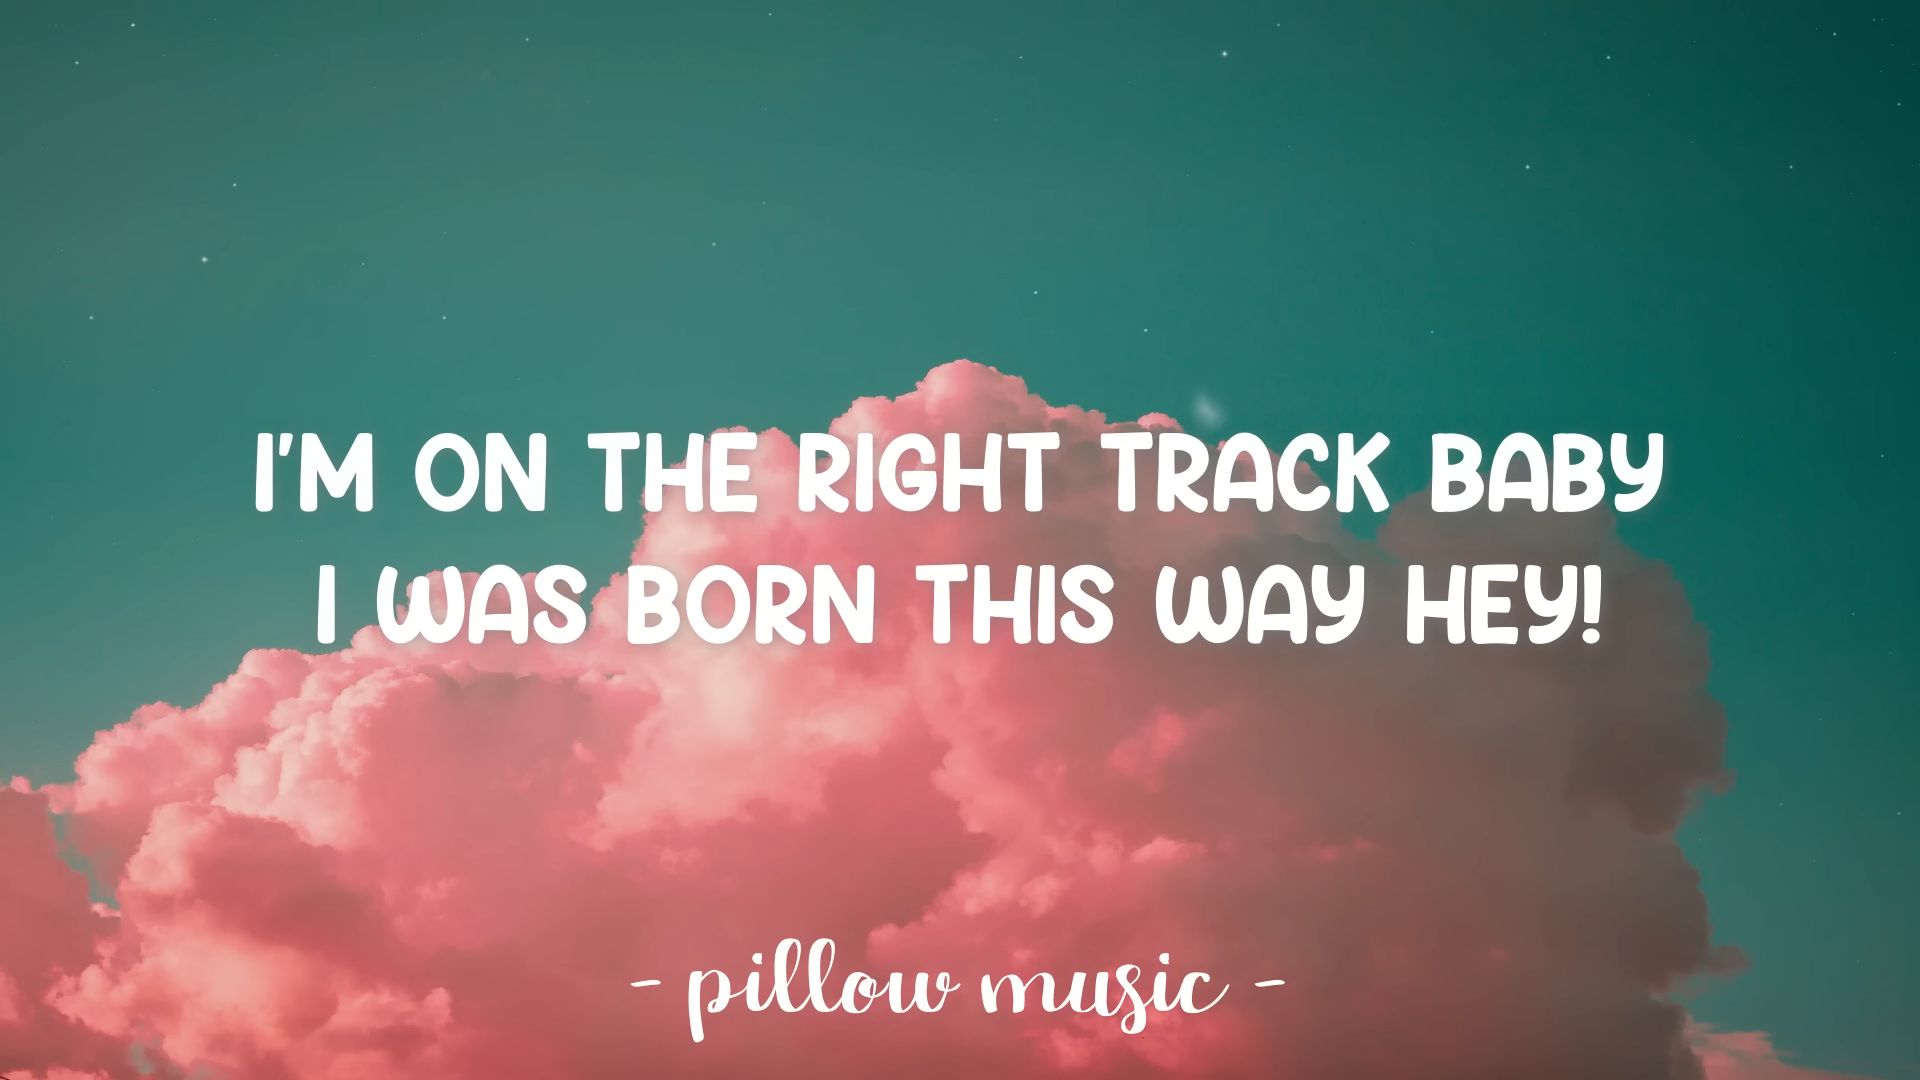 I'M ON THE RIGHT TRACK BABY
I WAS BORN THIS WAY HEY!
- pillow music -